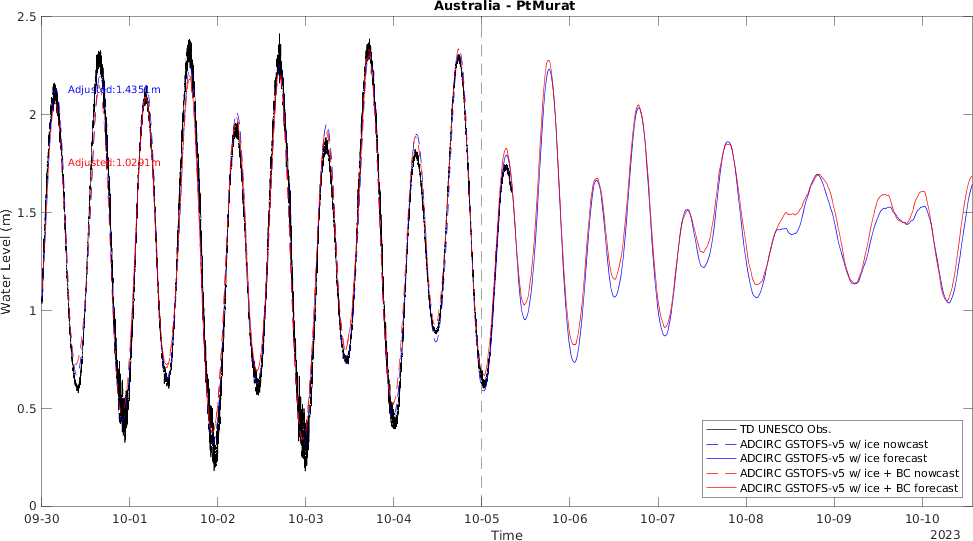 Australia - PtMurat
2.5
2
1.5
1
0.5
0
Water Level (m)
Adjusted:1.4351m
Adjusted:1.0291m
TD UNESCO Obs.
ADCIRC GSTOFS-v5 w/ ice nowcast
ADCIRC GSTOFS-v5 w/ ice forecast
ADCIRC GSTOFS-v5 w/ ice + BC nowcast
ADCIRC GSTOFS-v5 w/ ice + BC forecast
09-30 10-01 10-02 10-03 10-04 10-05 10-06 10-07 10-08 10-09 10-10
Time
2023